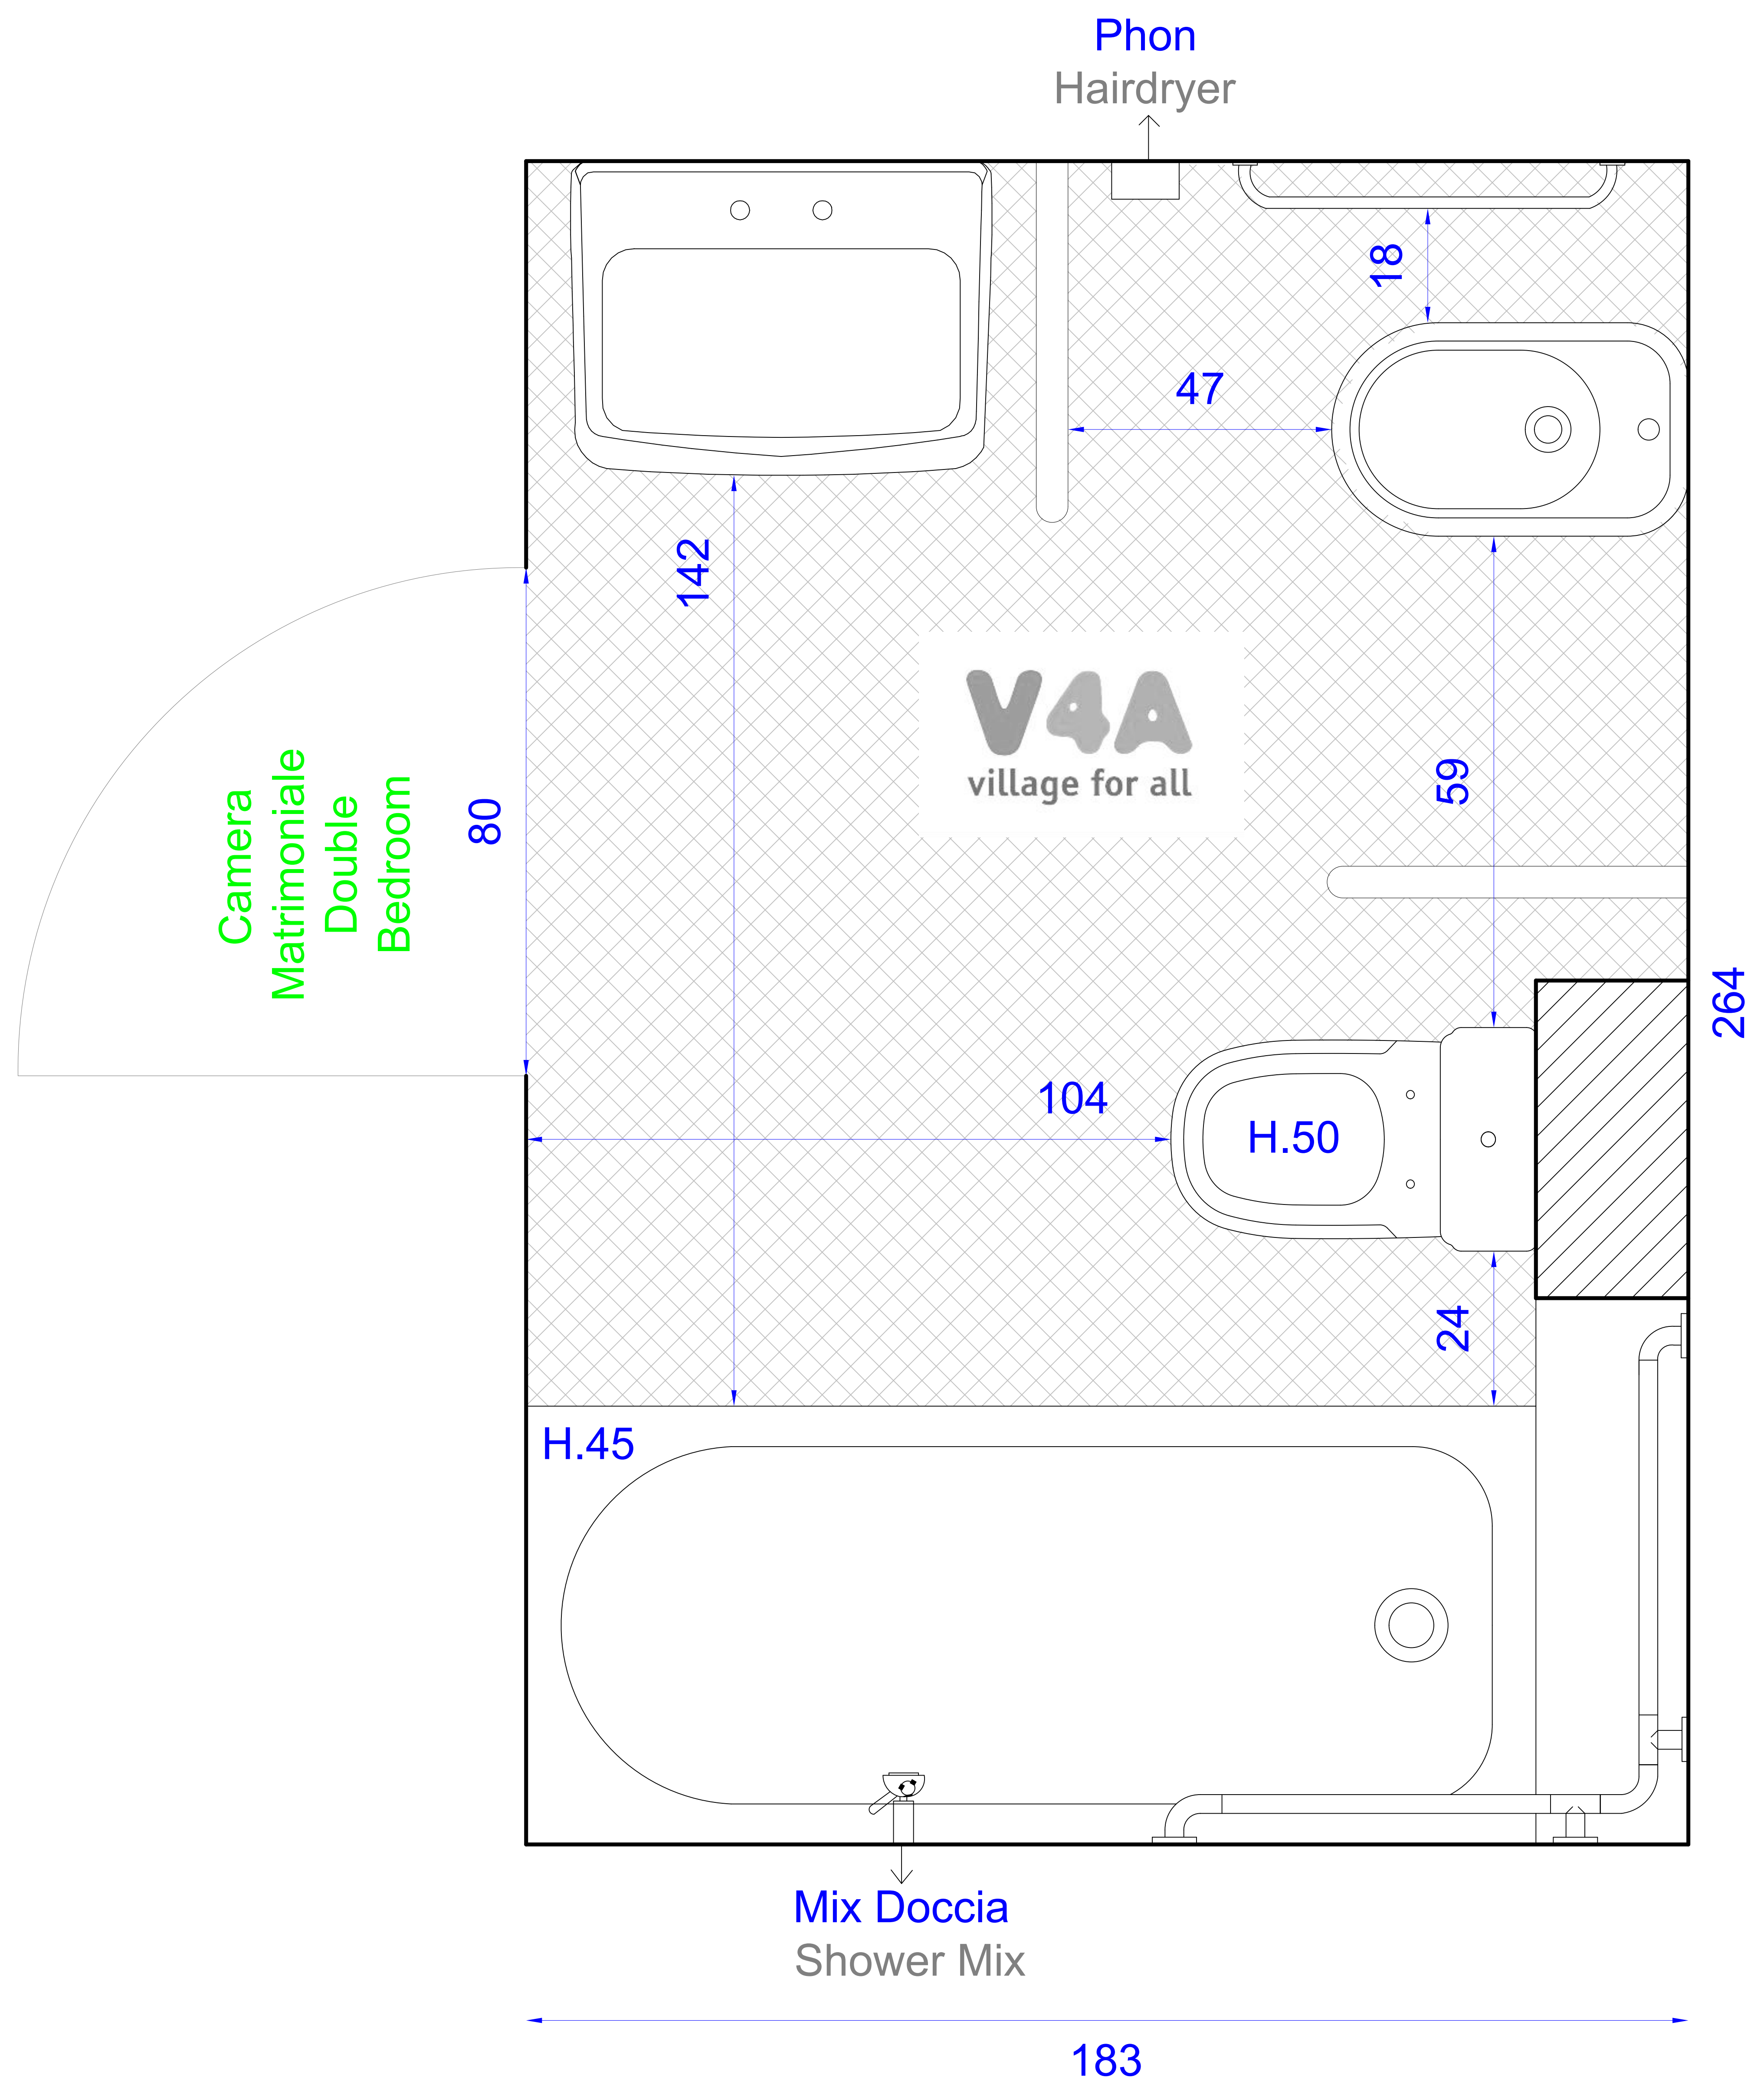 Phon
Hairdryer
18
47
142
V4A
village for all
80
59
Camera
Matrimoniale
Double
Bedroom
264
104
H.50
24
H.45
Mix Doccia
Shower Mix
183